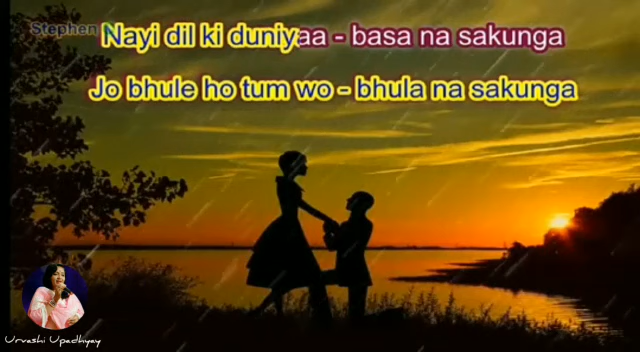 Stephen
Nayi dil ki duniyaa - basa na sakunga
Jo bhule ho tum wo - bhula na sakunga
Urvashi Upadhyay